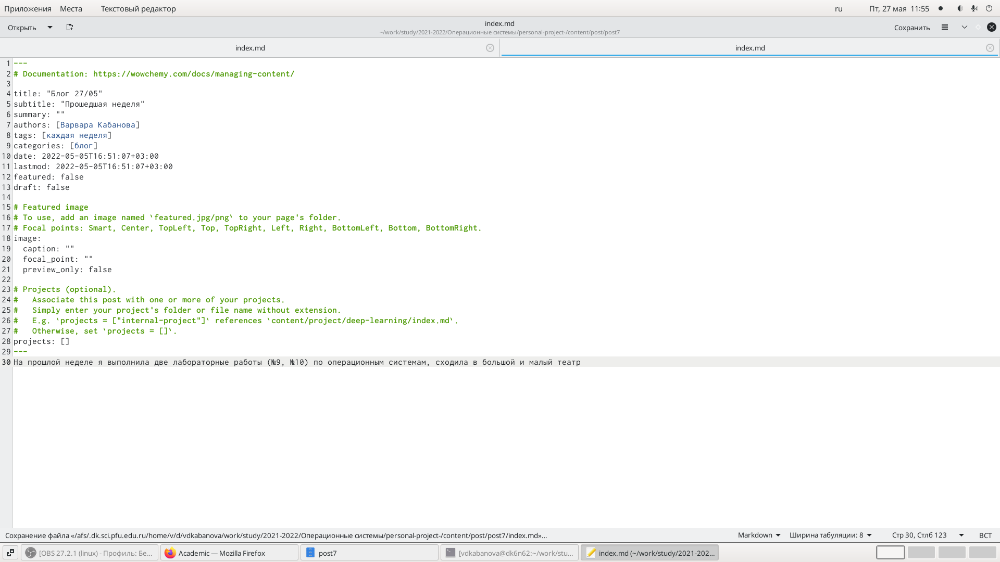 Приложения Места Текстовый редактор ru Пт, 27 мая 11:55
Открыть index.md Сохранить
~/work/study/2021-2022/Операционные системы/personal-project-/content/post/post7
index.md index.md
1 ---
2 # Documentation: https://wowchemy.com/docs/managing-content/
3
4 title: "Блог 27/05"
5 subtitle: "Прошедшая неделя"
6 summary: ""
7 authors: [Варвара Кабанова]
8 tags: [каждая неделя]
9 categories: [блог]
10 date: 2022-05-05T16:51:07+03:00
11 lastmod: 2022-05-05T16:51:07+03:00
12 featured: false
13 draft: false
14
15 # Featured image
16 # To use, add an image named `featured.jpg/png` to your page's folder.
17 # Focal points: Smart, Center, TopLeft, Top, TopRight, Left, Right, BottomLeft, Bottom, BottomRight.
18 image:
19   caption: ""
20   focal_point: ""
21   preview_only: false
22
23 # Projects (optional).
24 #   Associate this post with one or more of your projects.
25 #   Simply enter your project's folder or file name without extension.
26 #   E.g. `projects = ["internal-project"]` references `content/project/deep-learning/index.md`.
27 #   Otherwise, set `projects = []`.
28 projects: []
29 ---
30 На прошлой неделе я выполнила две лабораторные работы (№9, №10) по операционным системам, сходила в большой и малый театр
Сохранение файла «/afs/.dk.sci.pfu.edu.ru/home/v/d/vdkabanova/work/study/2021-2022/Операционные системы/personal-project-/content/post/post7/index.md»... Markdown Ширина табуляции: 8 Стр 30, Стлб 123 ВСТ
[OBS 27.2.1 (linux) - Профиль: Бе... Academic — Mozilla Firefox post7 [vdkabanova@dk6n62:~/work/stu... index.md (~/work/study/2021-202...